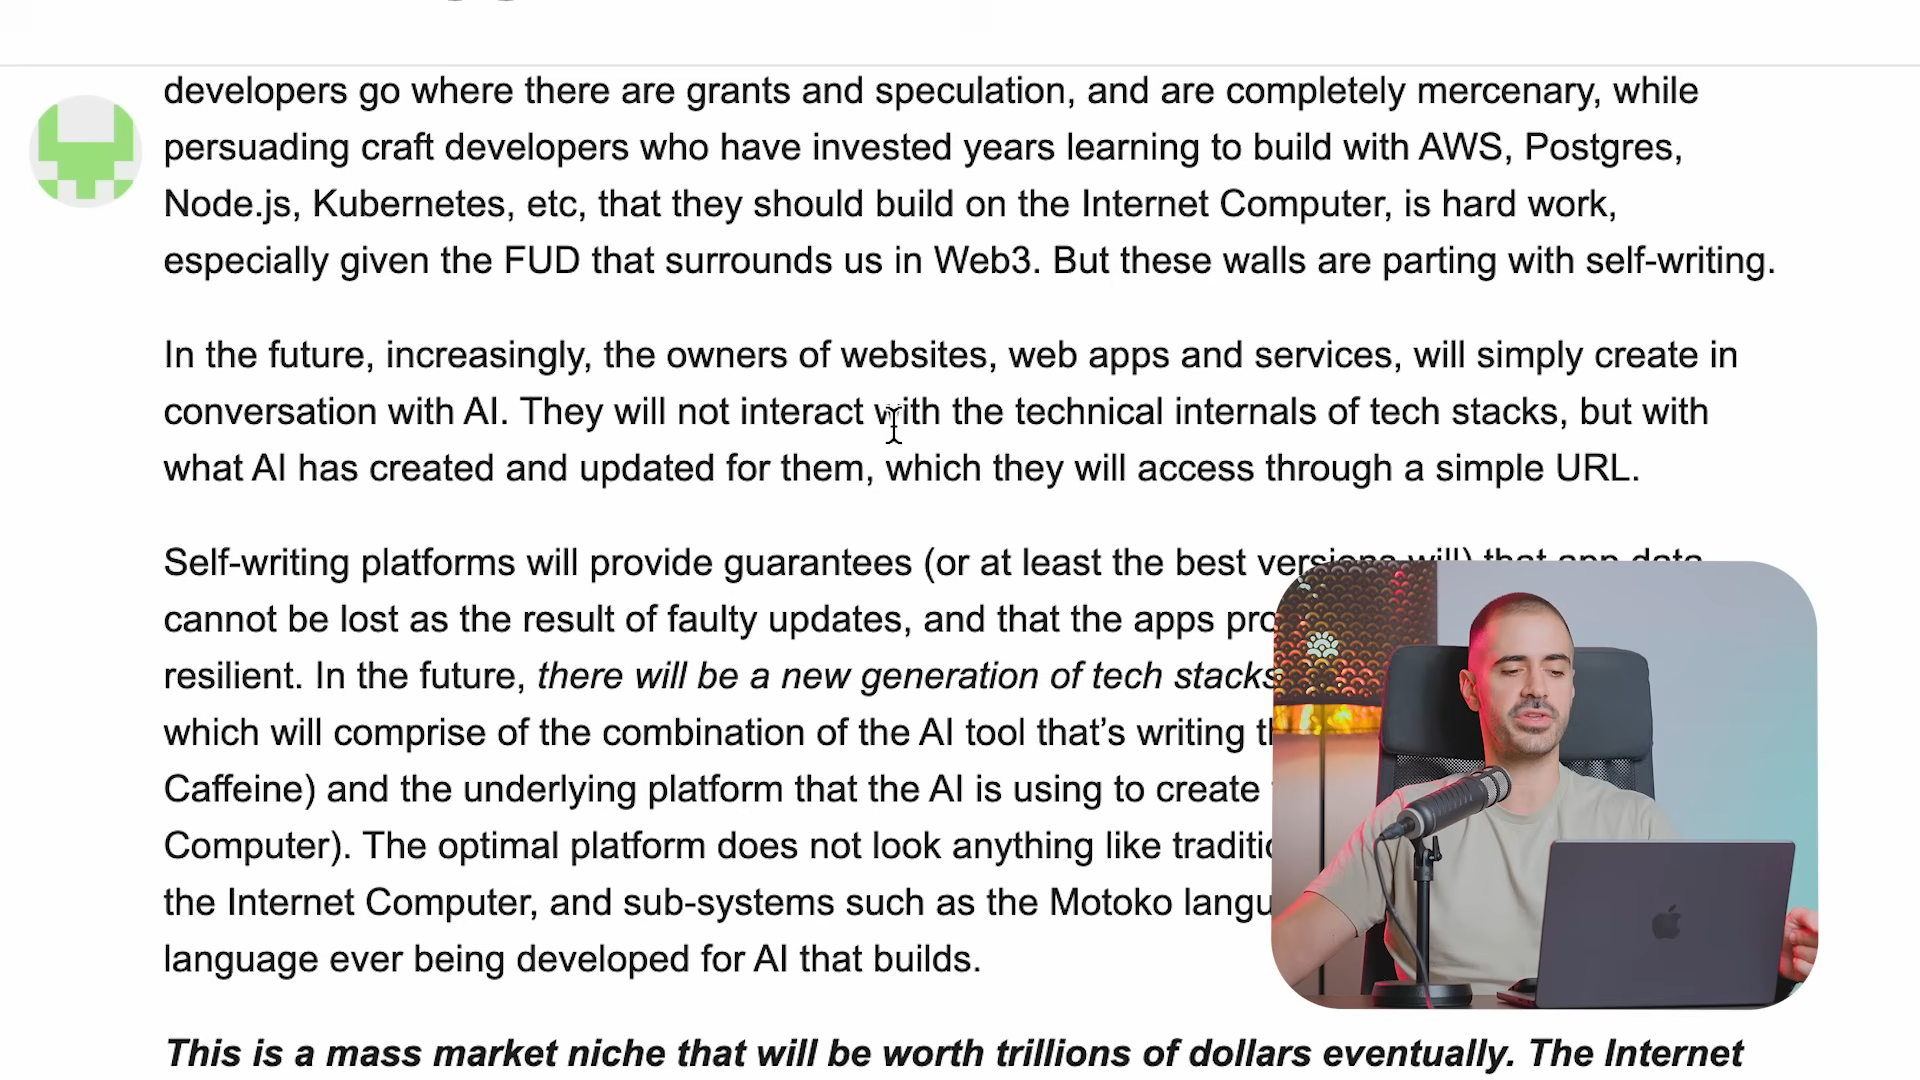 developers go where there are grants and speculation, and are completely mercenary, while
persuading craft developers who have invested years learning to build with AWS, Postgres,
Node.js, Kubernetes, etc, that they should build on the Internet Computer, is hard work,
especially given the FUD that surrounds us in Web3. But these walls are parting with self-writing.
In the future, increasingly, the owners of websites, web apps and services, will simply create in
conversation with AI. They will not interact with the technical internals of tech stacks, but with
what AI has created and updated for them, which they will access through a simple URL.
Self-writing platforms will provide guarantees (or at least the best versions will) that app data
cannot be lost as the result of faulty updates, and that the apps
resilient. In the future, there will be a new generation of tech stacks
which will comprise of the combination of the AI tool that's writing
Caffeine) and the underlying platform that the AI is using to create
Computer). The optimal platform does not look anything like
the Internet Computer, and sub-systems such as the Motoko
language ever being developed for AI that builds.
This is a mass market niche that will be worth trillions of dollars eventually. The Internet